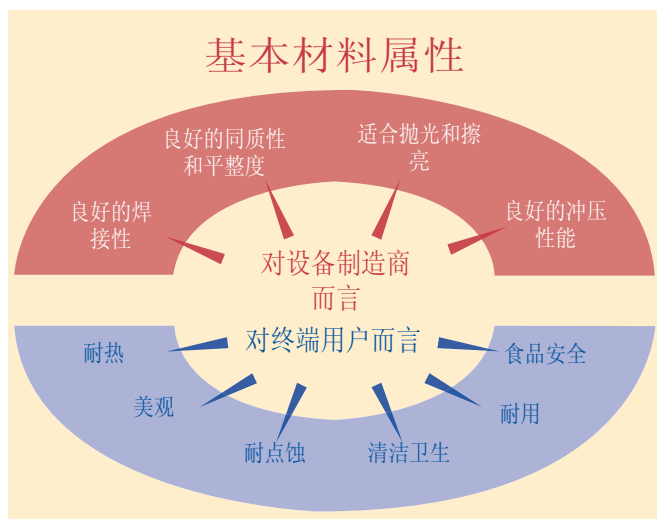 基本材料属性
良好的同质性
和平整度
适合抛光和擦
亮
良好的焊
接性
良好的冲压
性能
对设备制造商
而言
对终端用户而言
耐热
食品安全
美观
耐用
耐点蚀
清洁卫生